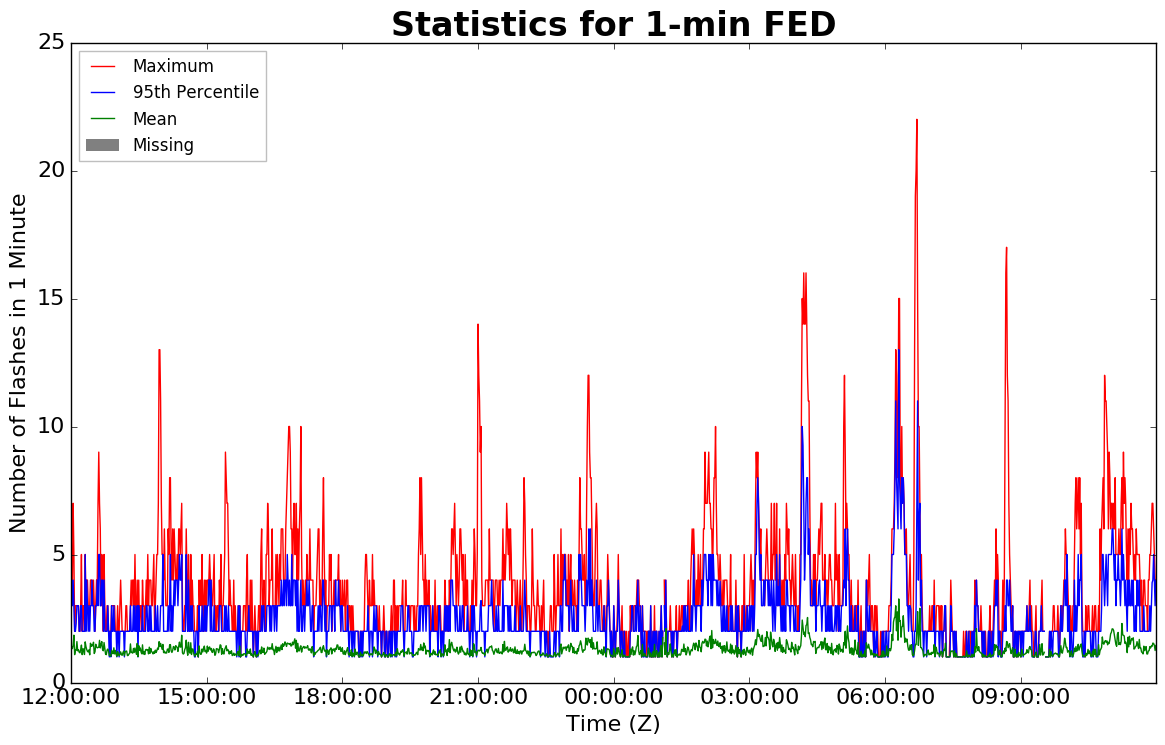 Statistics for 1-min FED
Maximum
95th Percentile
Mean
Missing
Number of Flashes in 1 Minute
25
20
15
10
5
0
12:00:00 15:00:00 18:00:00 21:00:00 00:00:00 03:00:00 06:00:00 09:00:00
Time (Z)